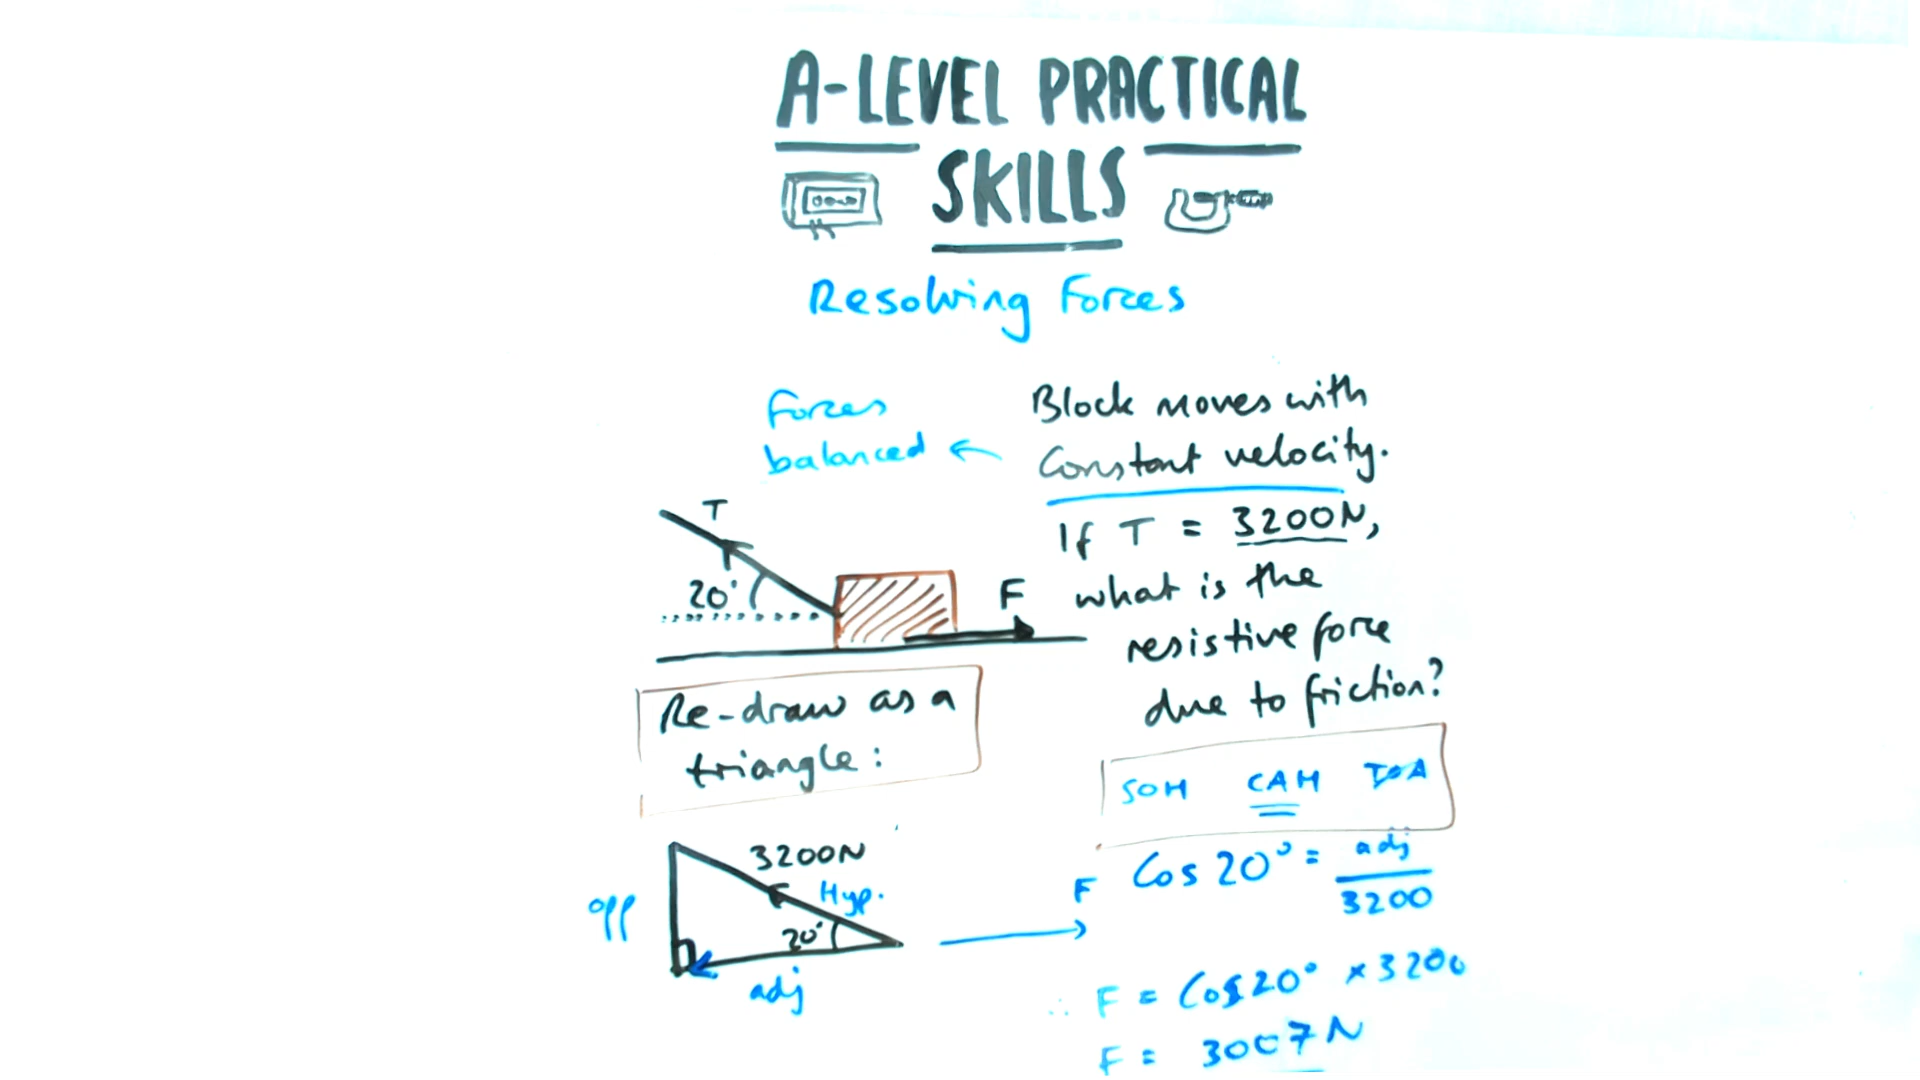 A-LEVEL PRACTICAL
SKILLS
Resolving Forces
Forces
balanced
Block moves with
constant velocity.
If T = 3200N,
what is the
resistive force
due to friction?
T
20°
F
Re-draw as a
triangle:
SOH CAH TOA
3200N
Hyp.
opp
20°
adj
F
Cos 20° = adj
3200
∴ F = Cos20° × 3200
F = 3007N